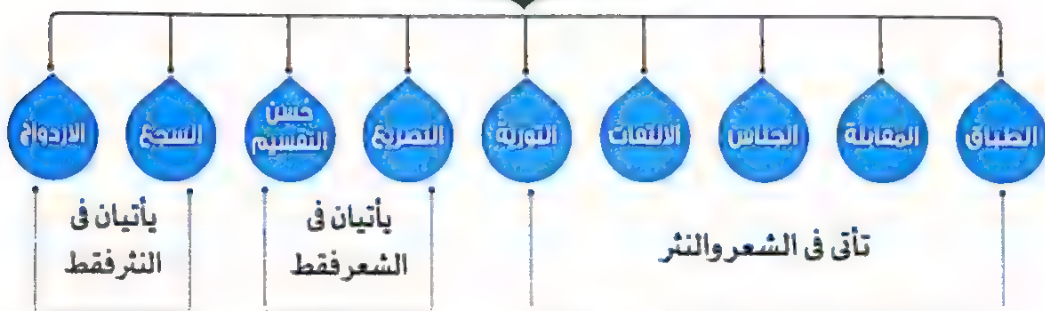 الطباق
المقابلة
الجناس
الالتفات
التورية
التصريع
حُسن
التقسيم
السجع
الازدواج
تأتى فى الشعر والنثر
يأتيان فى
الشعر فقط
يأتيان فى
النثر فقط